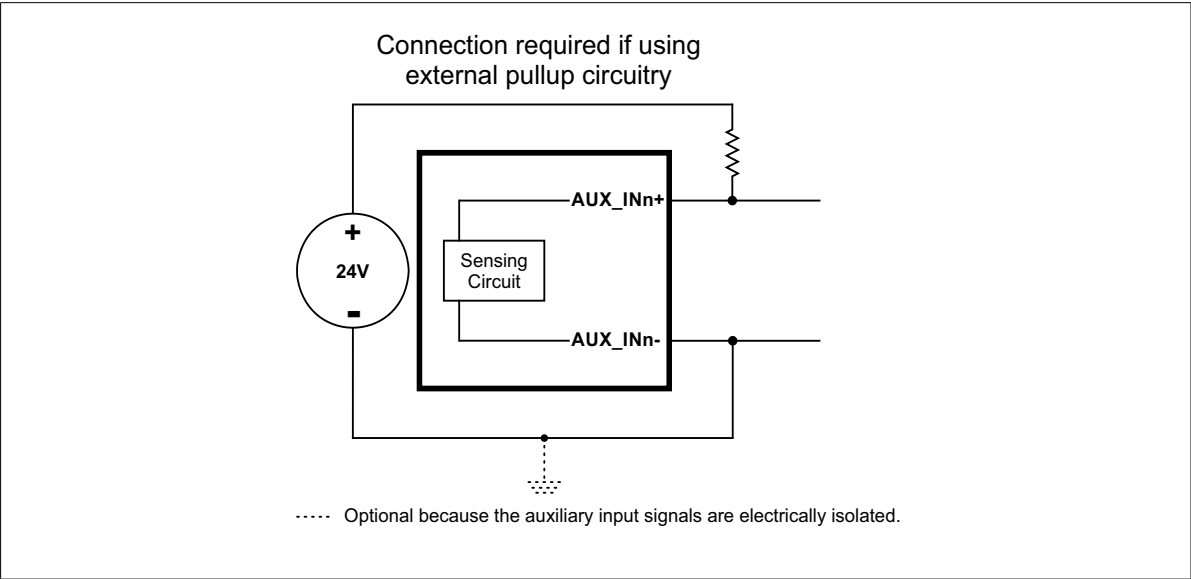 Connection required if using
external pullup circuitry
AUX_INn+
+
24V
-
Sensing
Circuit
AUX_INn-
Optional because the auxiliary input signals are electrically isolated.